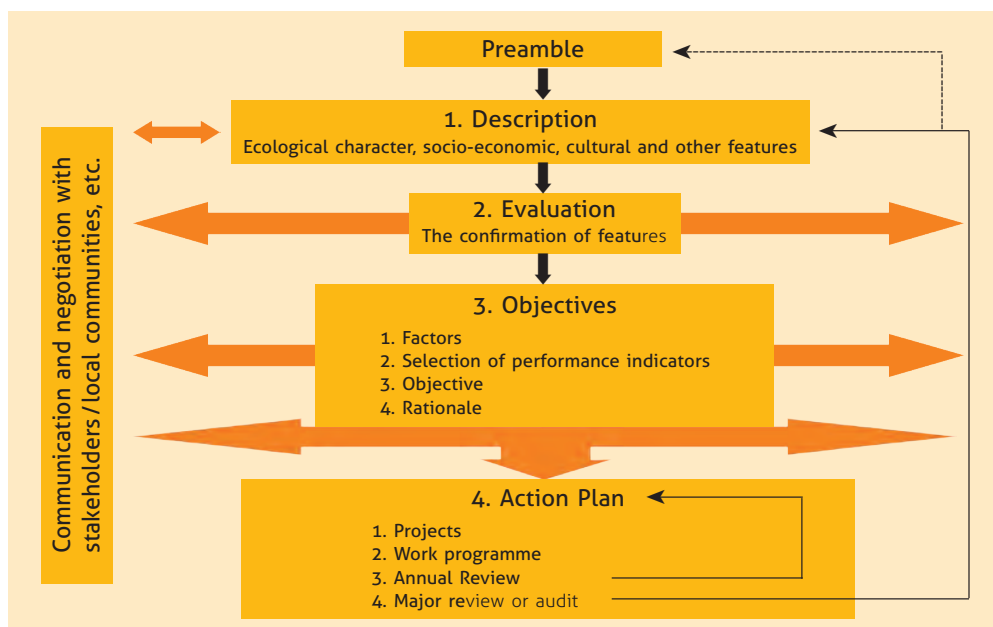 Preamble
1. Description
Ecological character, socio-economic, cultural and other features
Communication and negotiation with
stakeholders/local communities, etc.
2. Evaluation
The confirmation of features
3. Objectives
1. Factors
2. Selection of performance indicators
3. Objective
4. Rationale
4. Action Plan
1. Projects
2. Work programme
3. Annual Review
4. Major review or audit